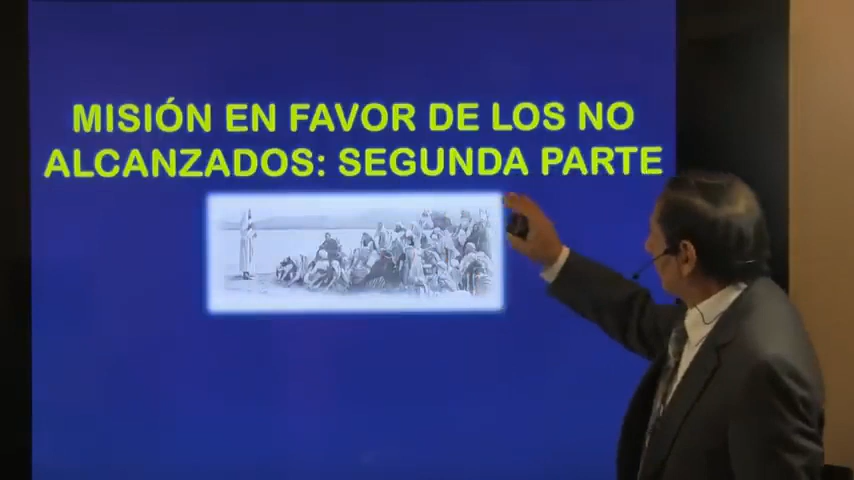 MISIÓN EN FAVOR DE LOS NO
ALCANZADOS: SEGUNDA PARTE